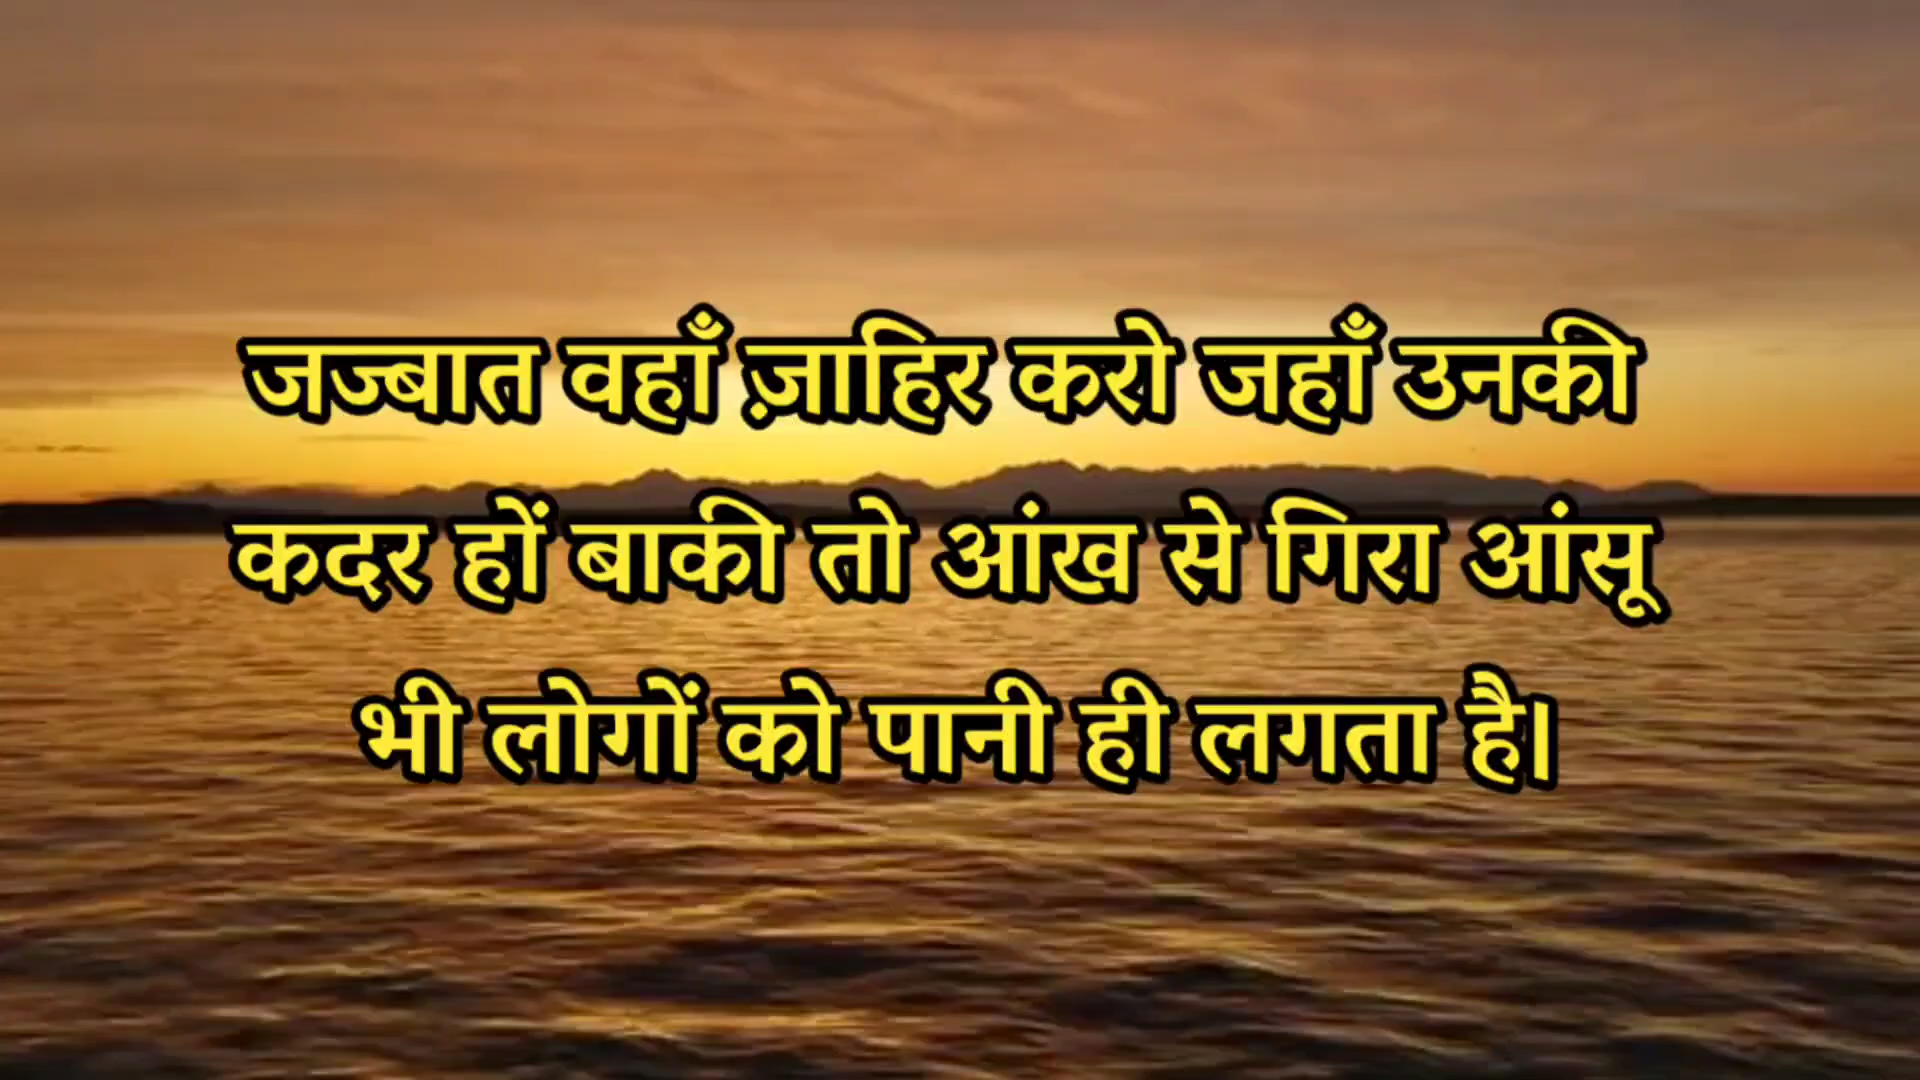 जज्बात वहाँ ज़ाहिर करो जहाँ उनकी
कदर हों बाकी तो आंख से गिरा आंसू
भी लोगों को पानी ही लगता है।